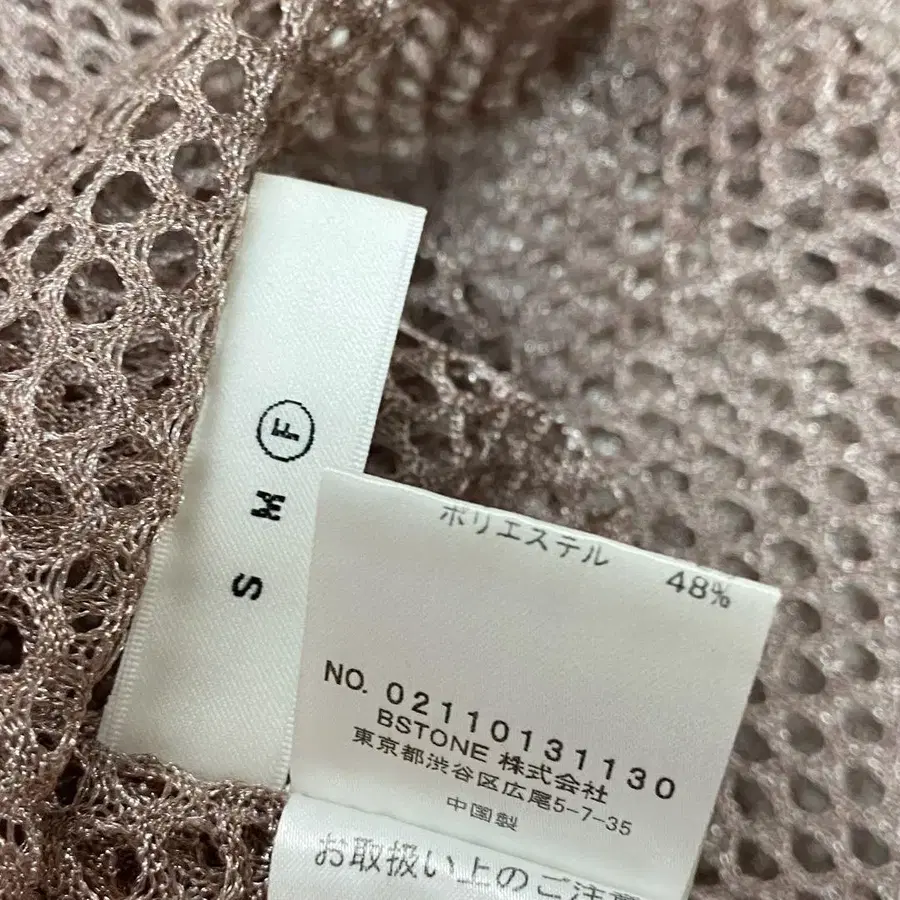 S M F
ポリエステル 48%
NO. 02110131130
BSTONE 株式会社
東京都渋谷区広尾5-7-35
中国製
お取扱い上のご注意